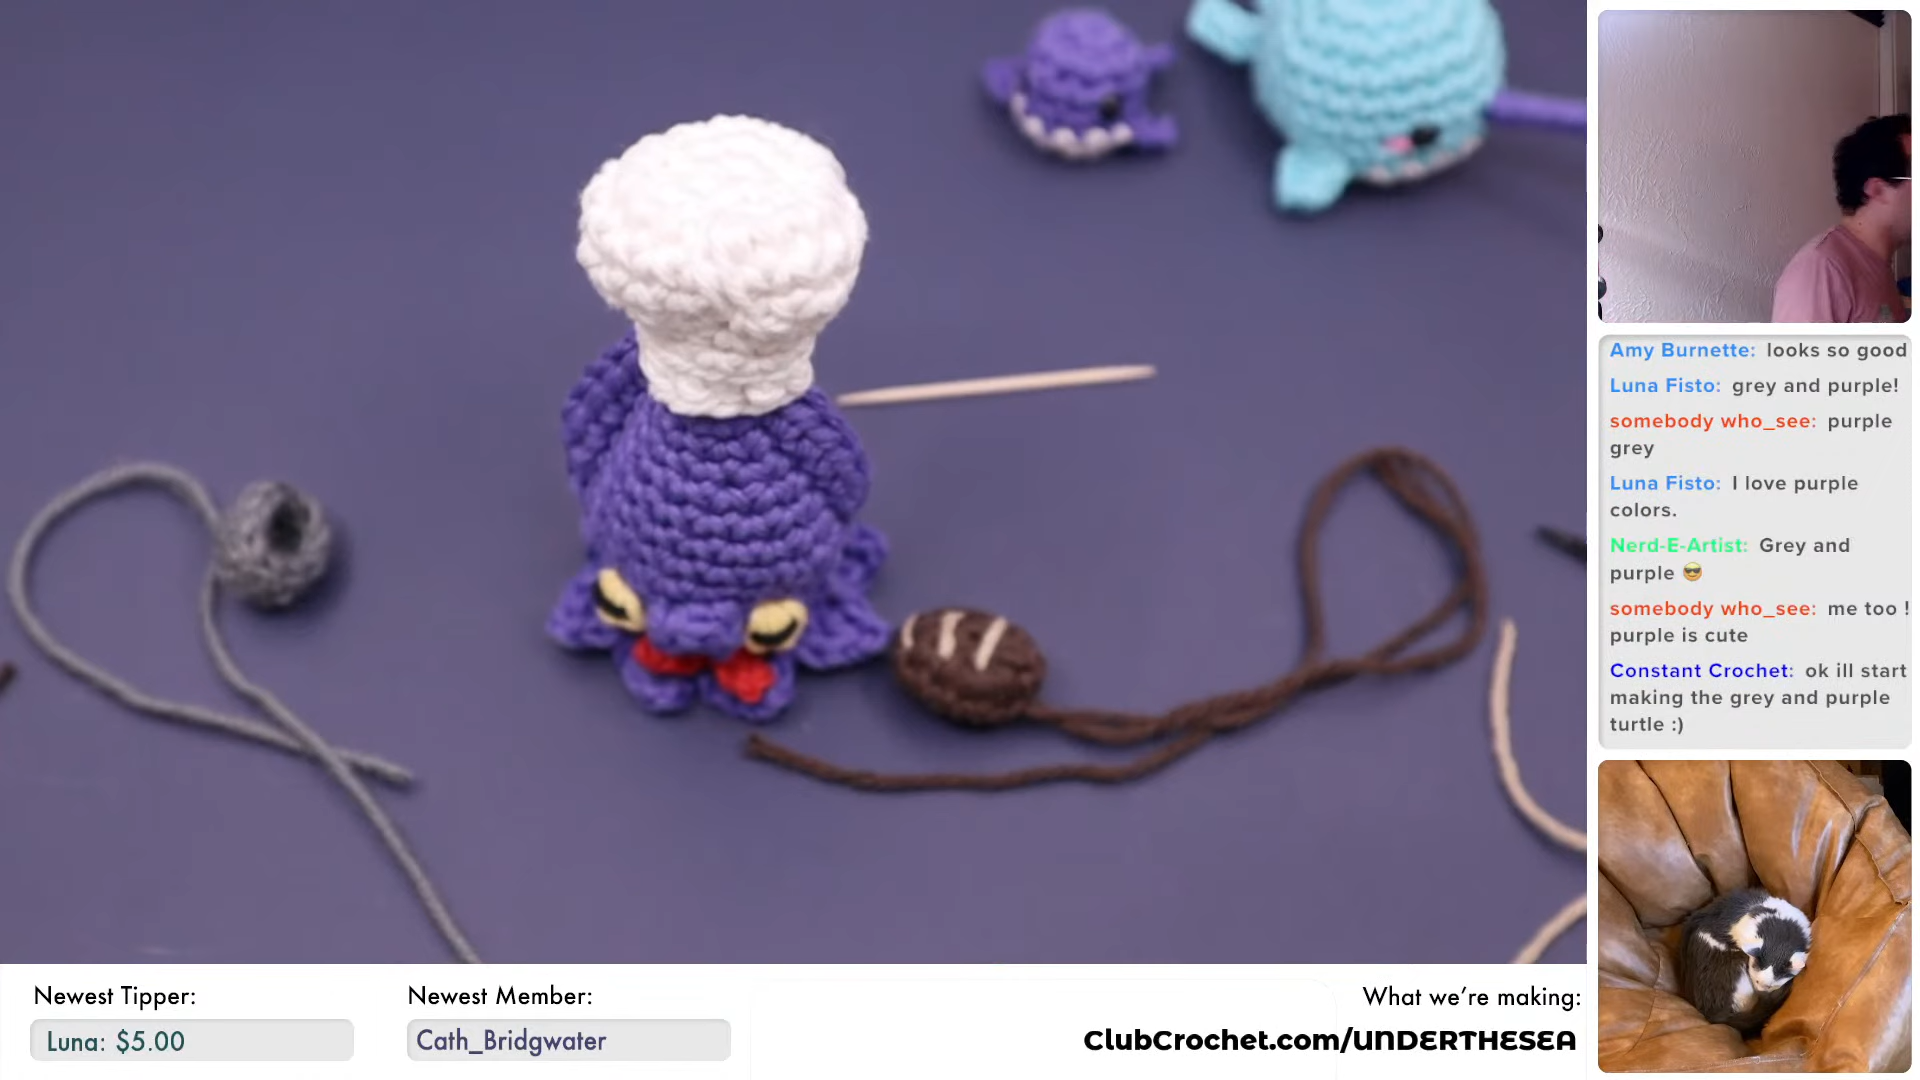 Amy Burnette: looks so good
Luna Fisto: grey and purple!
somebody who_see: purple
grey
Luna Fisto: I love purple
colors.
Nerd-E-Artist: Grey and
purple 😎
somebody who_see: me too !
purple is cute
Constant Crochet: ok ill start
making the grey and purple
turtle :)
Newest Tipper:
Luna: $5.00
Newest Member:
Cath_Bridgwater
What we're making:
ClubCrochet.com/UNDERTHESEA